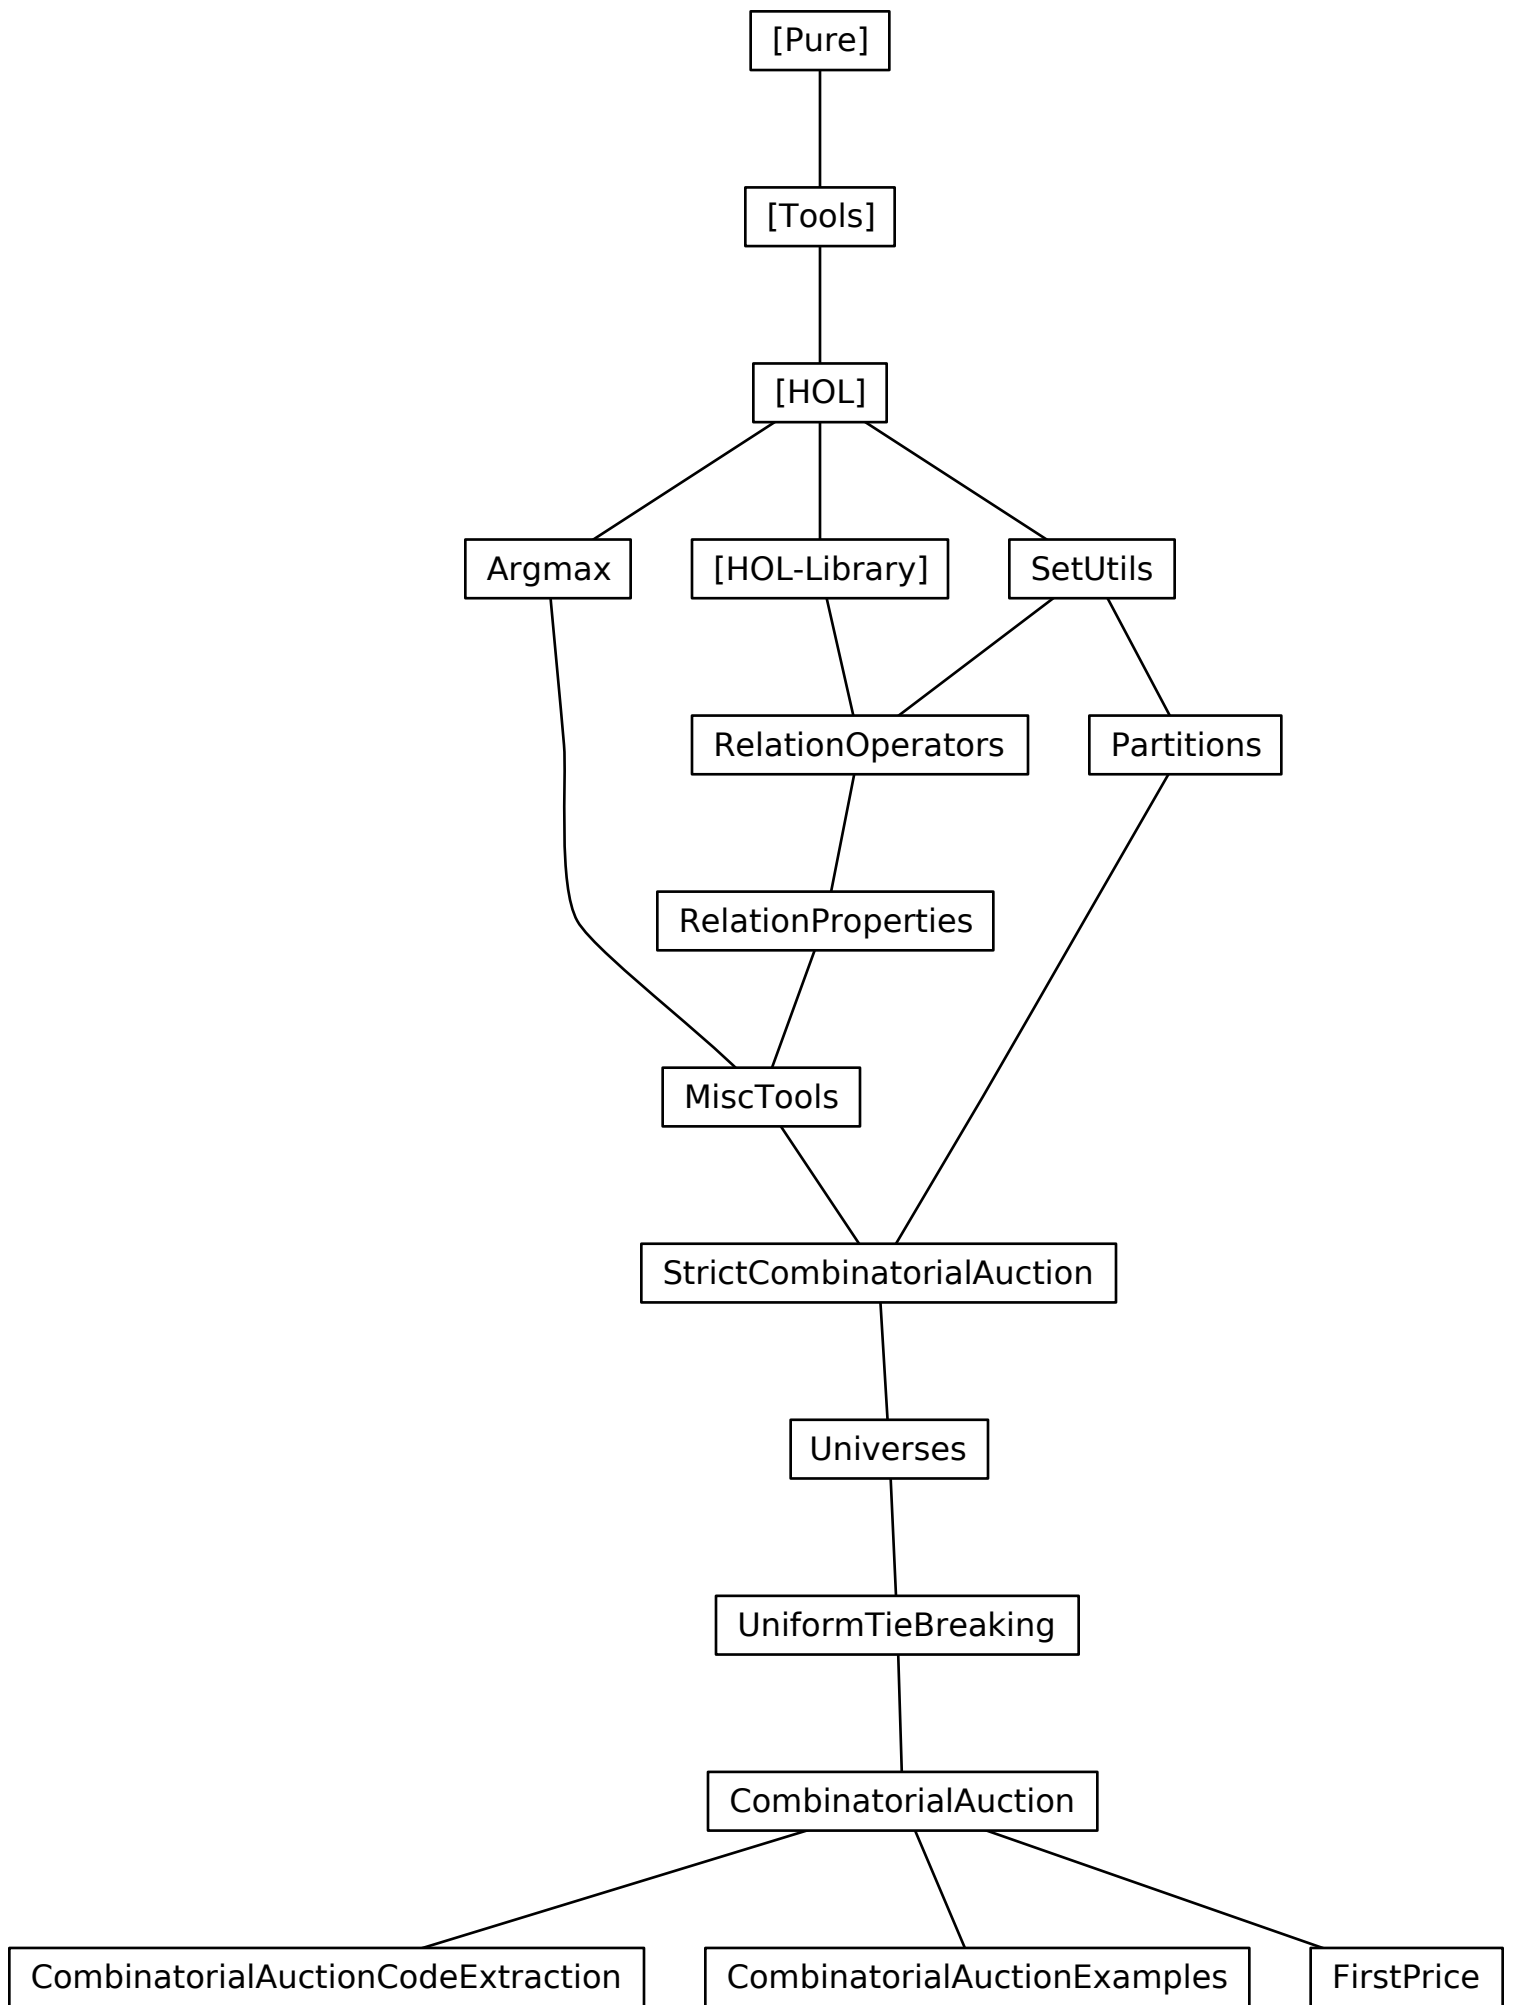 [Pure]
[Tools]
[HOL]
Argmax
[HOL-Library]
SetUtils
RelationOperators
Partitions
RelationProperties
MiscTools
StrictCombinatorialAuction
Universes
UniformTieBreaking
CombinatorialAuction
CombinatorialAuctionCodeExtraction
CombinatorialAuctionExamples
FirstPrice